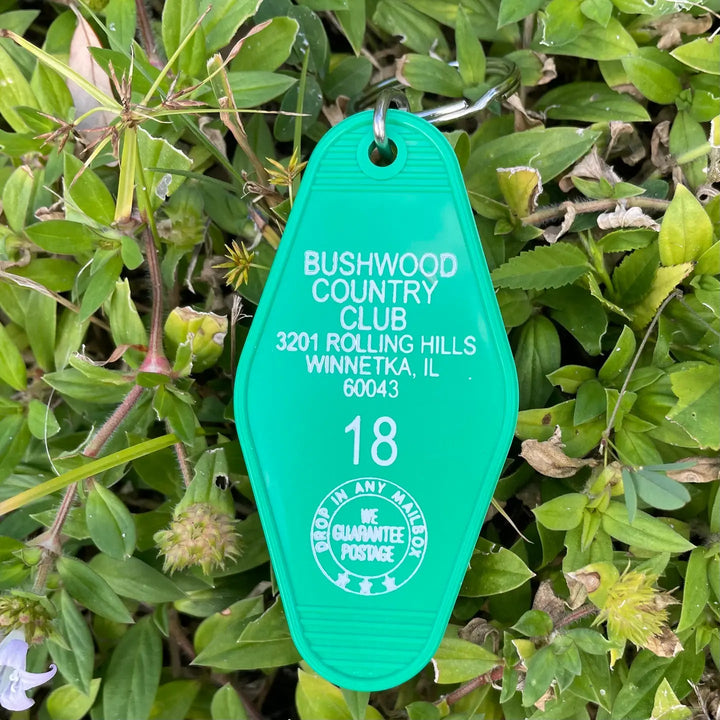 BUSHWOOD
COUNTRY
CLUB
3201 ROLLING HILLS
WINNETKA, IL
60043
18
DROP IN ANY MAILBOX
WE
GUARANTEE
POSTAGE